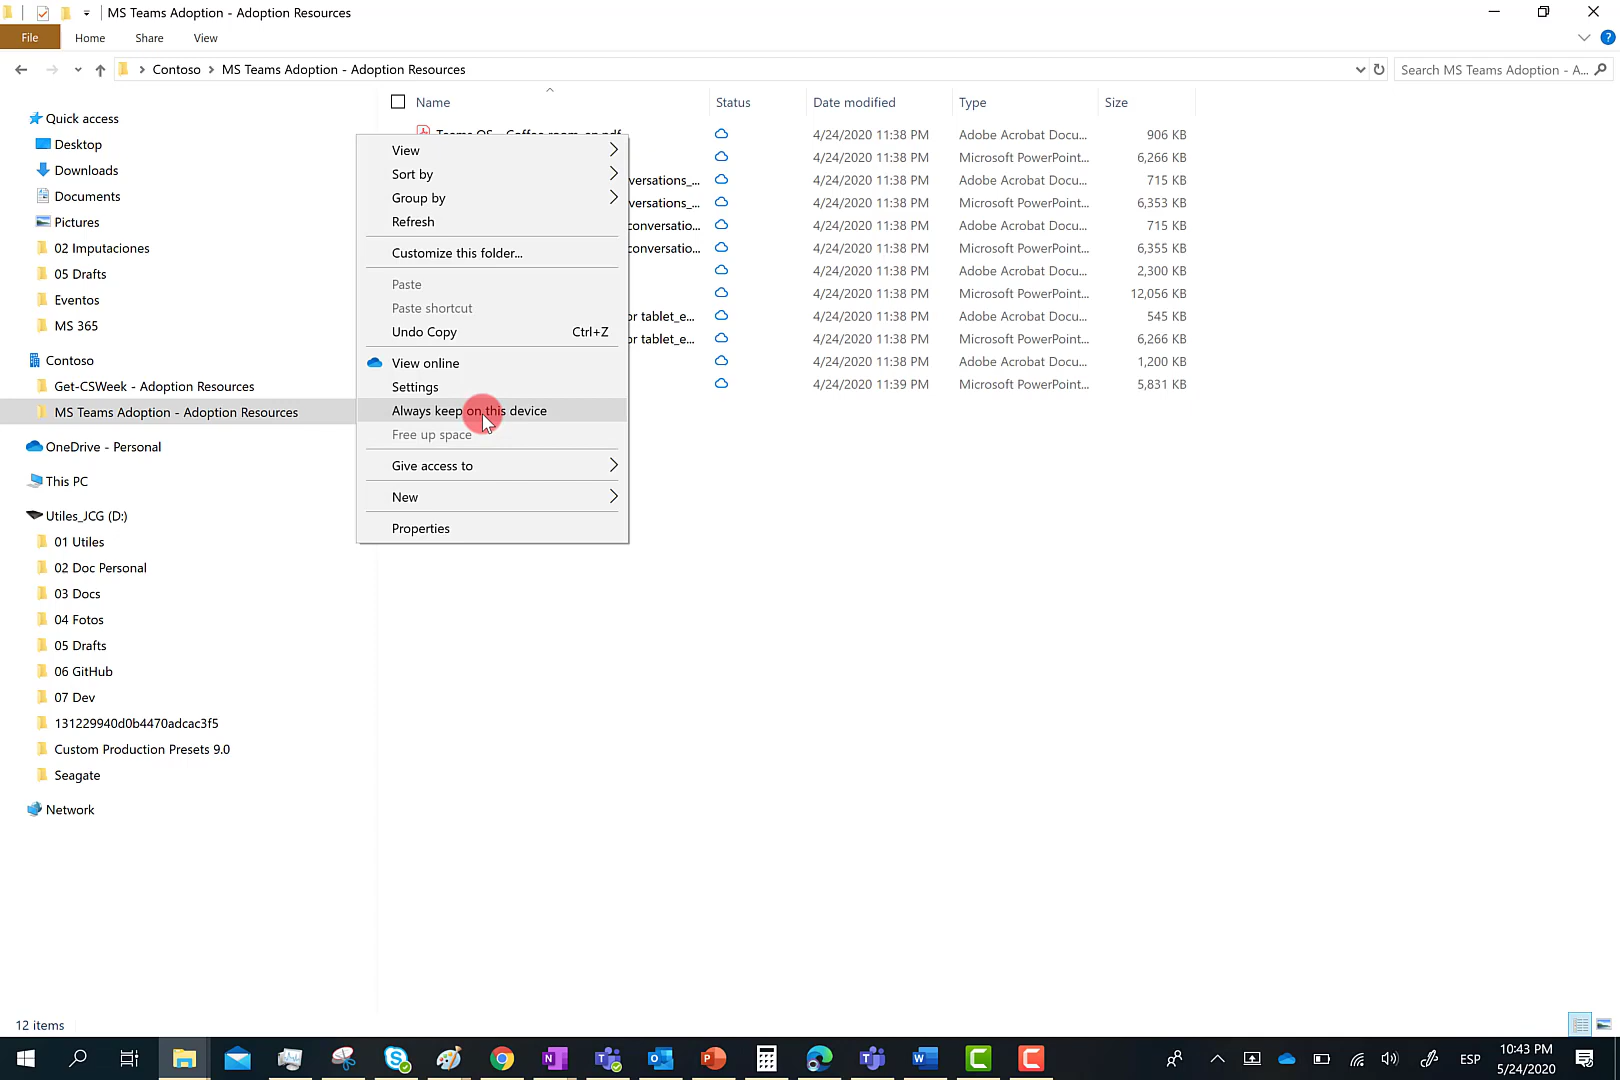 MS Teams Adoption - Adoption Resources
File Home Share View
Contoso MS Teams Adoption - Adoption Resources
Search MS Teams Adoption - A...
Name Status Date modified Type Size
4/24/2020 11:38 PM Adobe Acrobat Docu... 906 KB
4/24/2020 11:38 PM Microsoft PowerPoint... 6,266 KB
versations_... 4/24/2020 11:38 PM Adobe Acrobat Docu... 715 KB
versations_... 4/24/2020 11:38 PM Microsoft PowerPoint... 6,353 KB
conversatio... 4/24/2020 11:38 PM Adobe Acrobat Docu... 715 KB
conversatio... 4/24/2020 11:38 PM Microsoft PowerPoint... 6,355 KB
4/24/2020 11:38 PM Adobe Acrobat Docu... 2,300 KB
4/24/2020 11:38 PM Microsoft PowerPoint... 12,056 KB
or tablet_e... 4/24/2020 11:38 PM Adobe Acrobat Docu... 545 KB
or tablet_e... 4/24/2020 11:38 PM Microsoft PowerPoint... 6,266 KB
4/24/2020 11:38 PM Adobe Acrobat Docu... 1,200 KB
4/24/2020 11:39 PM Microsoft PowerPoint... 5,831 KB
View
Sort by
Group by
Refresh
Customize this folder...
Paste
Paste shortcut
Undo Copy Ctrl+Z
View online
Settings
Always keep on this device
Free up space
Give access to
New
Properties
Quick access
Desktop
Downloads
Documents
Pictures
02 Imputaciones
05 Drafts
Eventos
MS 365
Contoso
Get-CSWeek - Adoption Resources
MS Teams Adoption - Adoption Resources
OneDrive - Personal
This PC
Utiles_JCG (D:)
01 Utiles
02 Doc Personal
03 Docs
04 Fotos
05 Drafts
06 GitHub
07 Dev
131229940d0b4470adcac3f5
Custom Production Presets 9.0
Seagate
Network
12 items
ESP
10:43 PM
5/24/2020